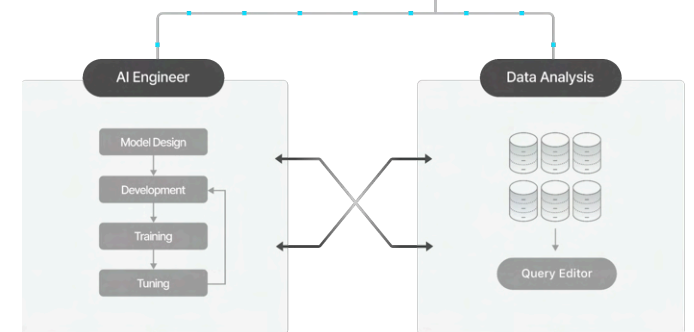 AI Engineer
Data Analysis
Model Design
Development
Training
Tuning
Query Editor